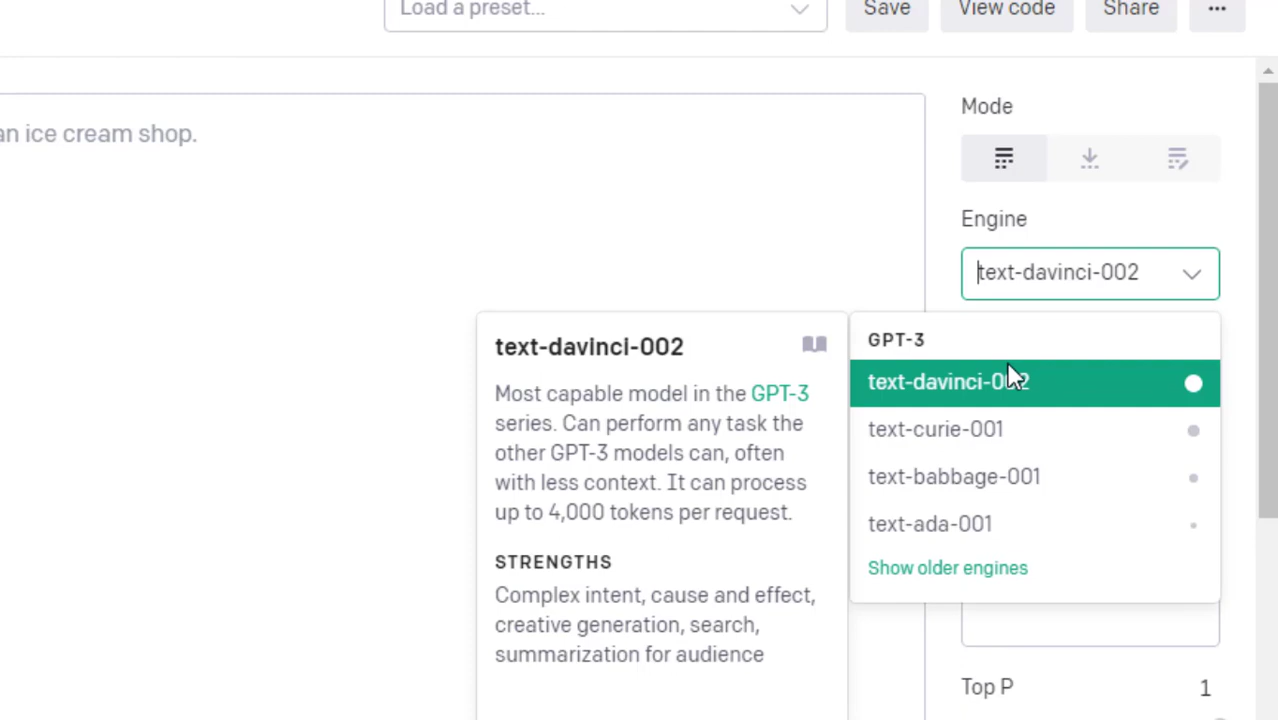 Load a preset...
Save
View code
Share
an ice cream shop.
Mode
Engine
text-davinci-002
text-davinci-002
Most capable model in the GPT-3
series. Can perform any task the
other GPT-3 models can, often
with less context. It can process
up to 4,000 tokens per request.
STRENGTHS
Complex intent, cause and effect,
creative generation, search,
summarization for audience
GPT-3
text-davinci-002
text-curie-001
text-babbage-001
text-ada-001
Show older engines
Top P
1